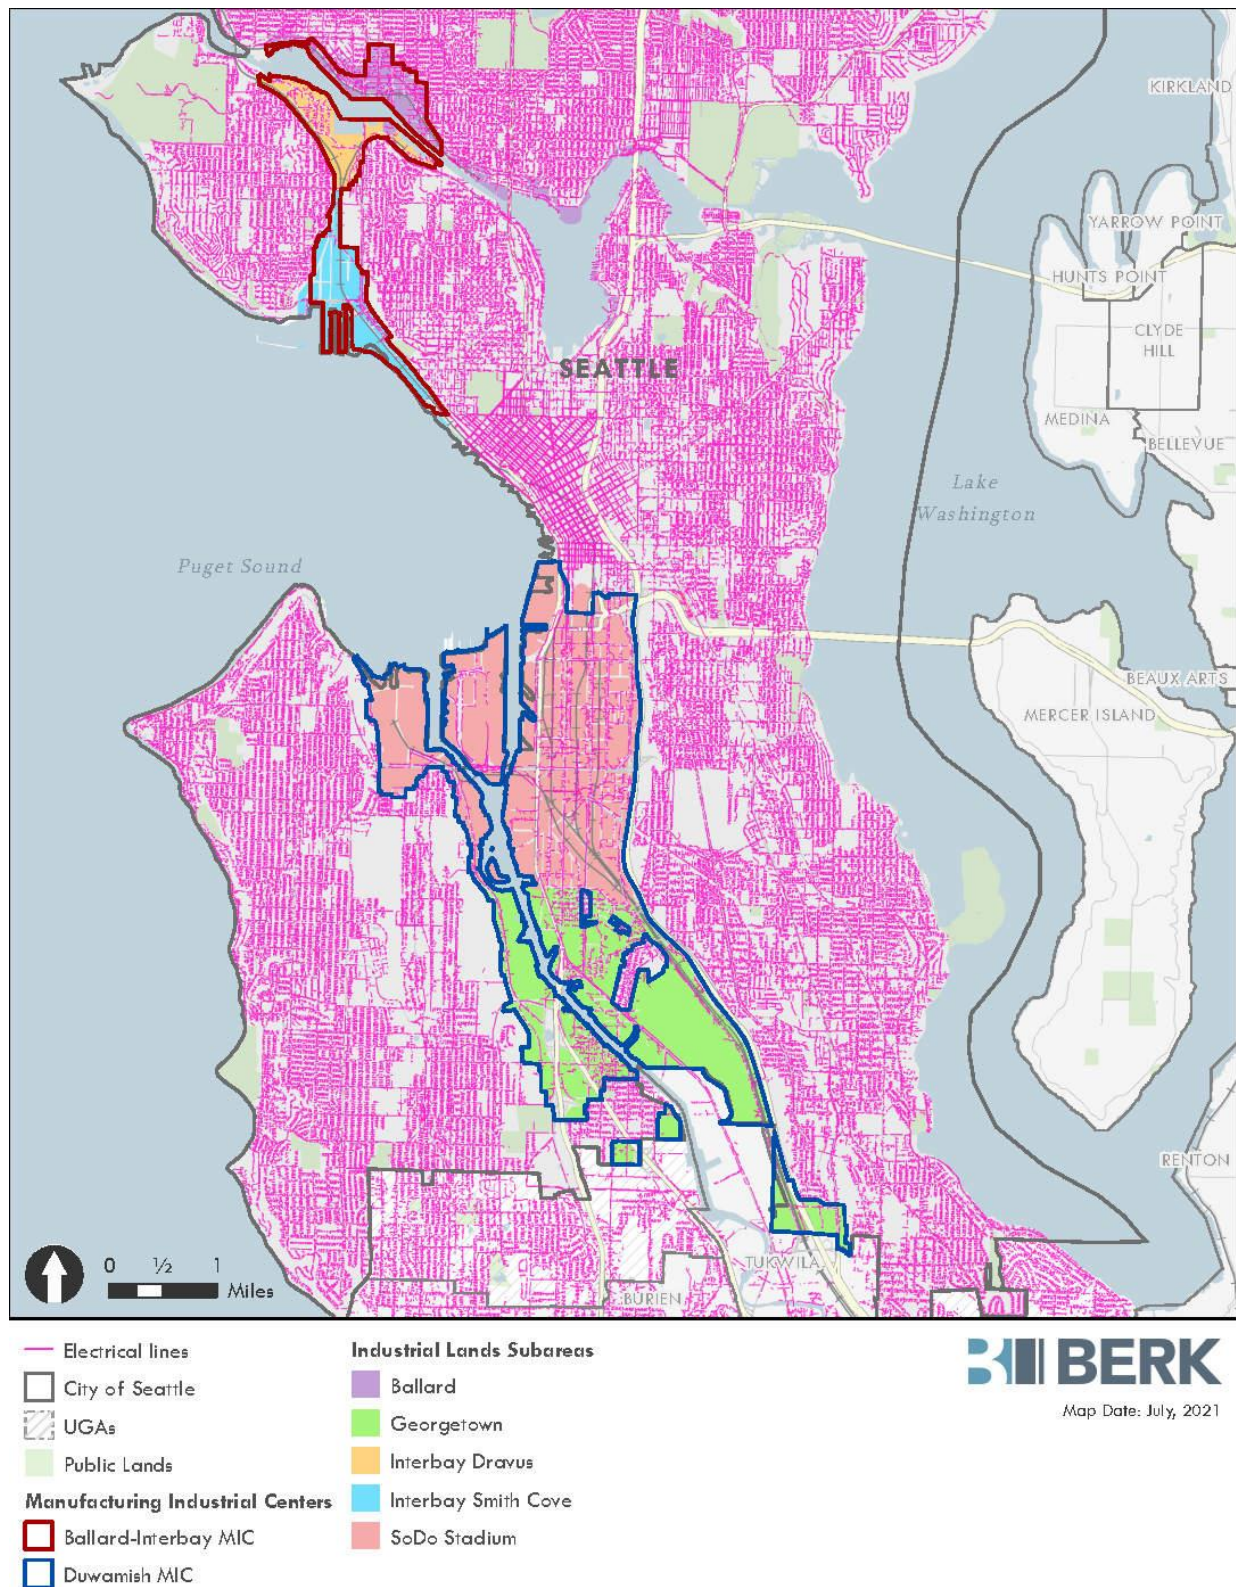 KIRKLAND
YARROW POINT
HUNTS POINT
CLYDE
HILL
SEATTLE
MEDINA
BELLEVUE
Lake
Washington
Puget Sound
BEAUX ARTS
MERCER ISLAND
RENTON
TUKWILA
BURIEN
0 ½ 1
Miles
Electrical lines
City of Seattle
UGAs
Public Lands
Manufacturing Industrial Centers
Ballard-Interbay MIC
Duwamish MIC
Industrial Lands Subareas
Ballard
Georgetown
Interbay Dravus
Interbay Smith Cove
SoDo Stadium
BERK
Map Date: July, 2021